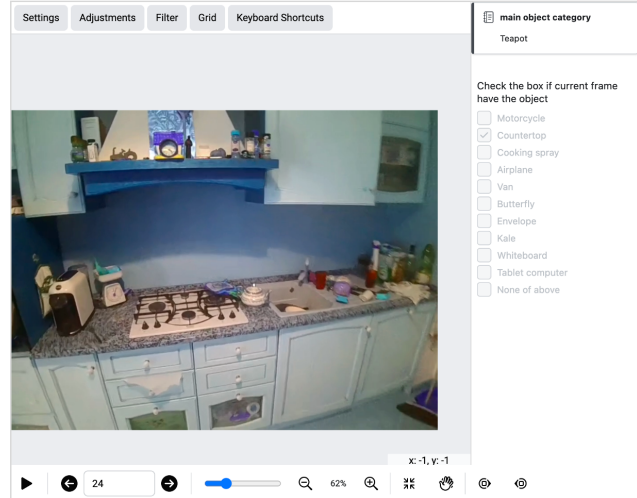 Settings
Adjustments
Filter
Grid
Keyboard Shortcuts
main object category
Teapot
Check the box if current frame
have the object
Motorcycle
Countertop
Cooking spray
Airplane
Van
Butterfly
Envelope
Kale
Whiteboard
Tablet computer
None of above
x: -1, y: -1
24
62%